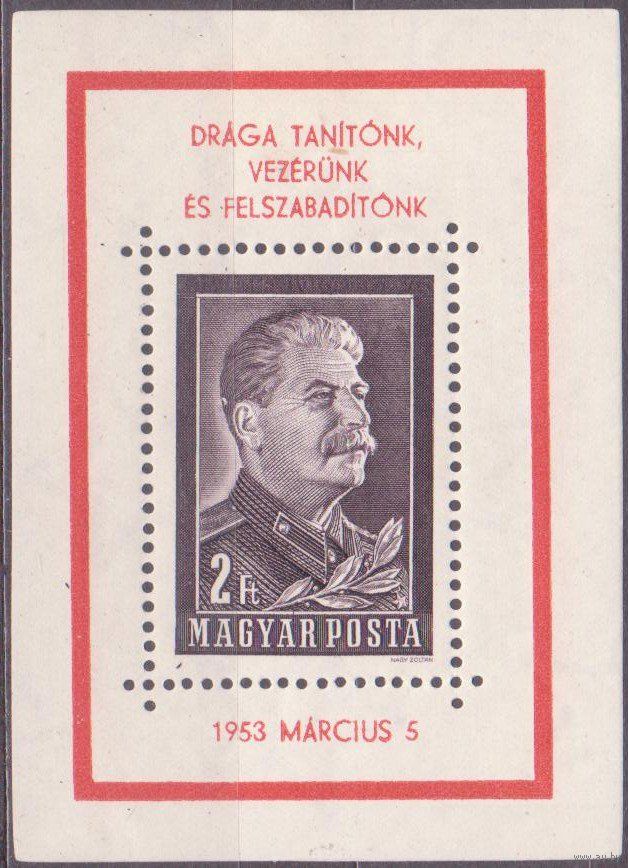 DRÁGA TANÍTÓNK,
VEZÉRÜNK
ÉS FELSZABADÍTÓNK
2 Ft
MAGYAR POSTA
NAGY ZOLTÁN
1953 MÁRCIUS 5